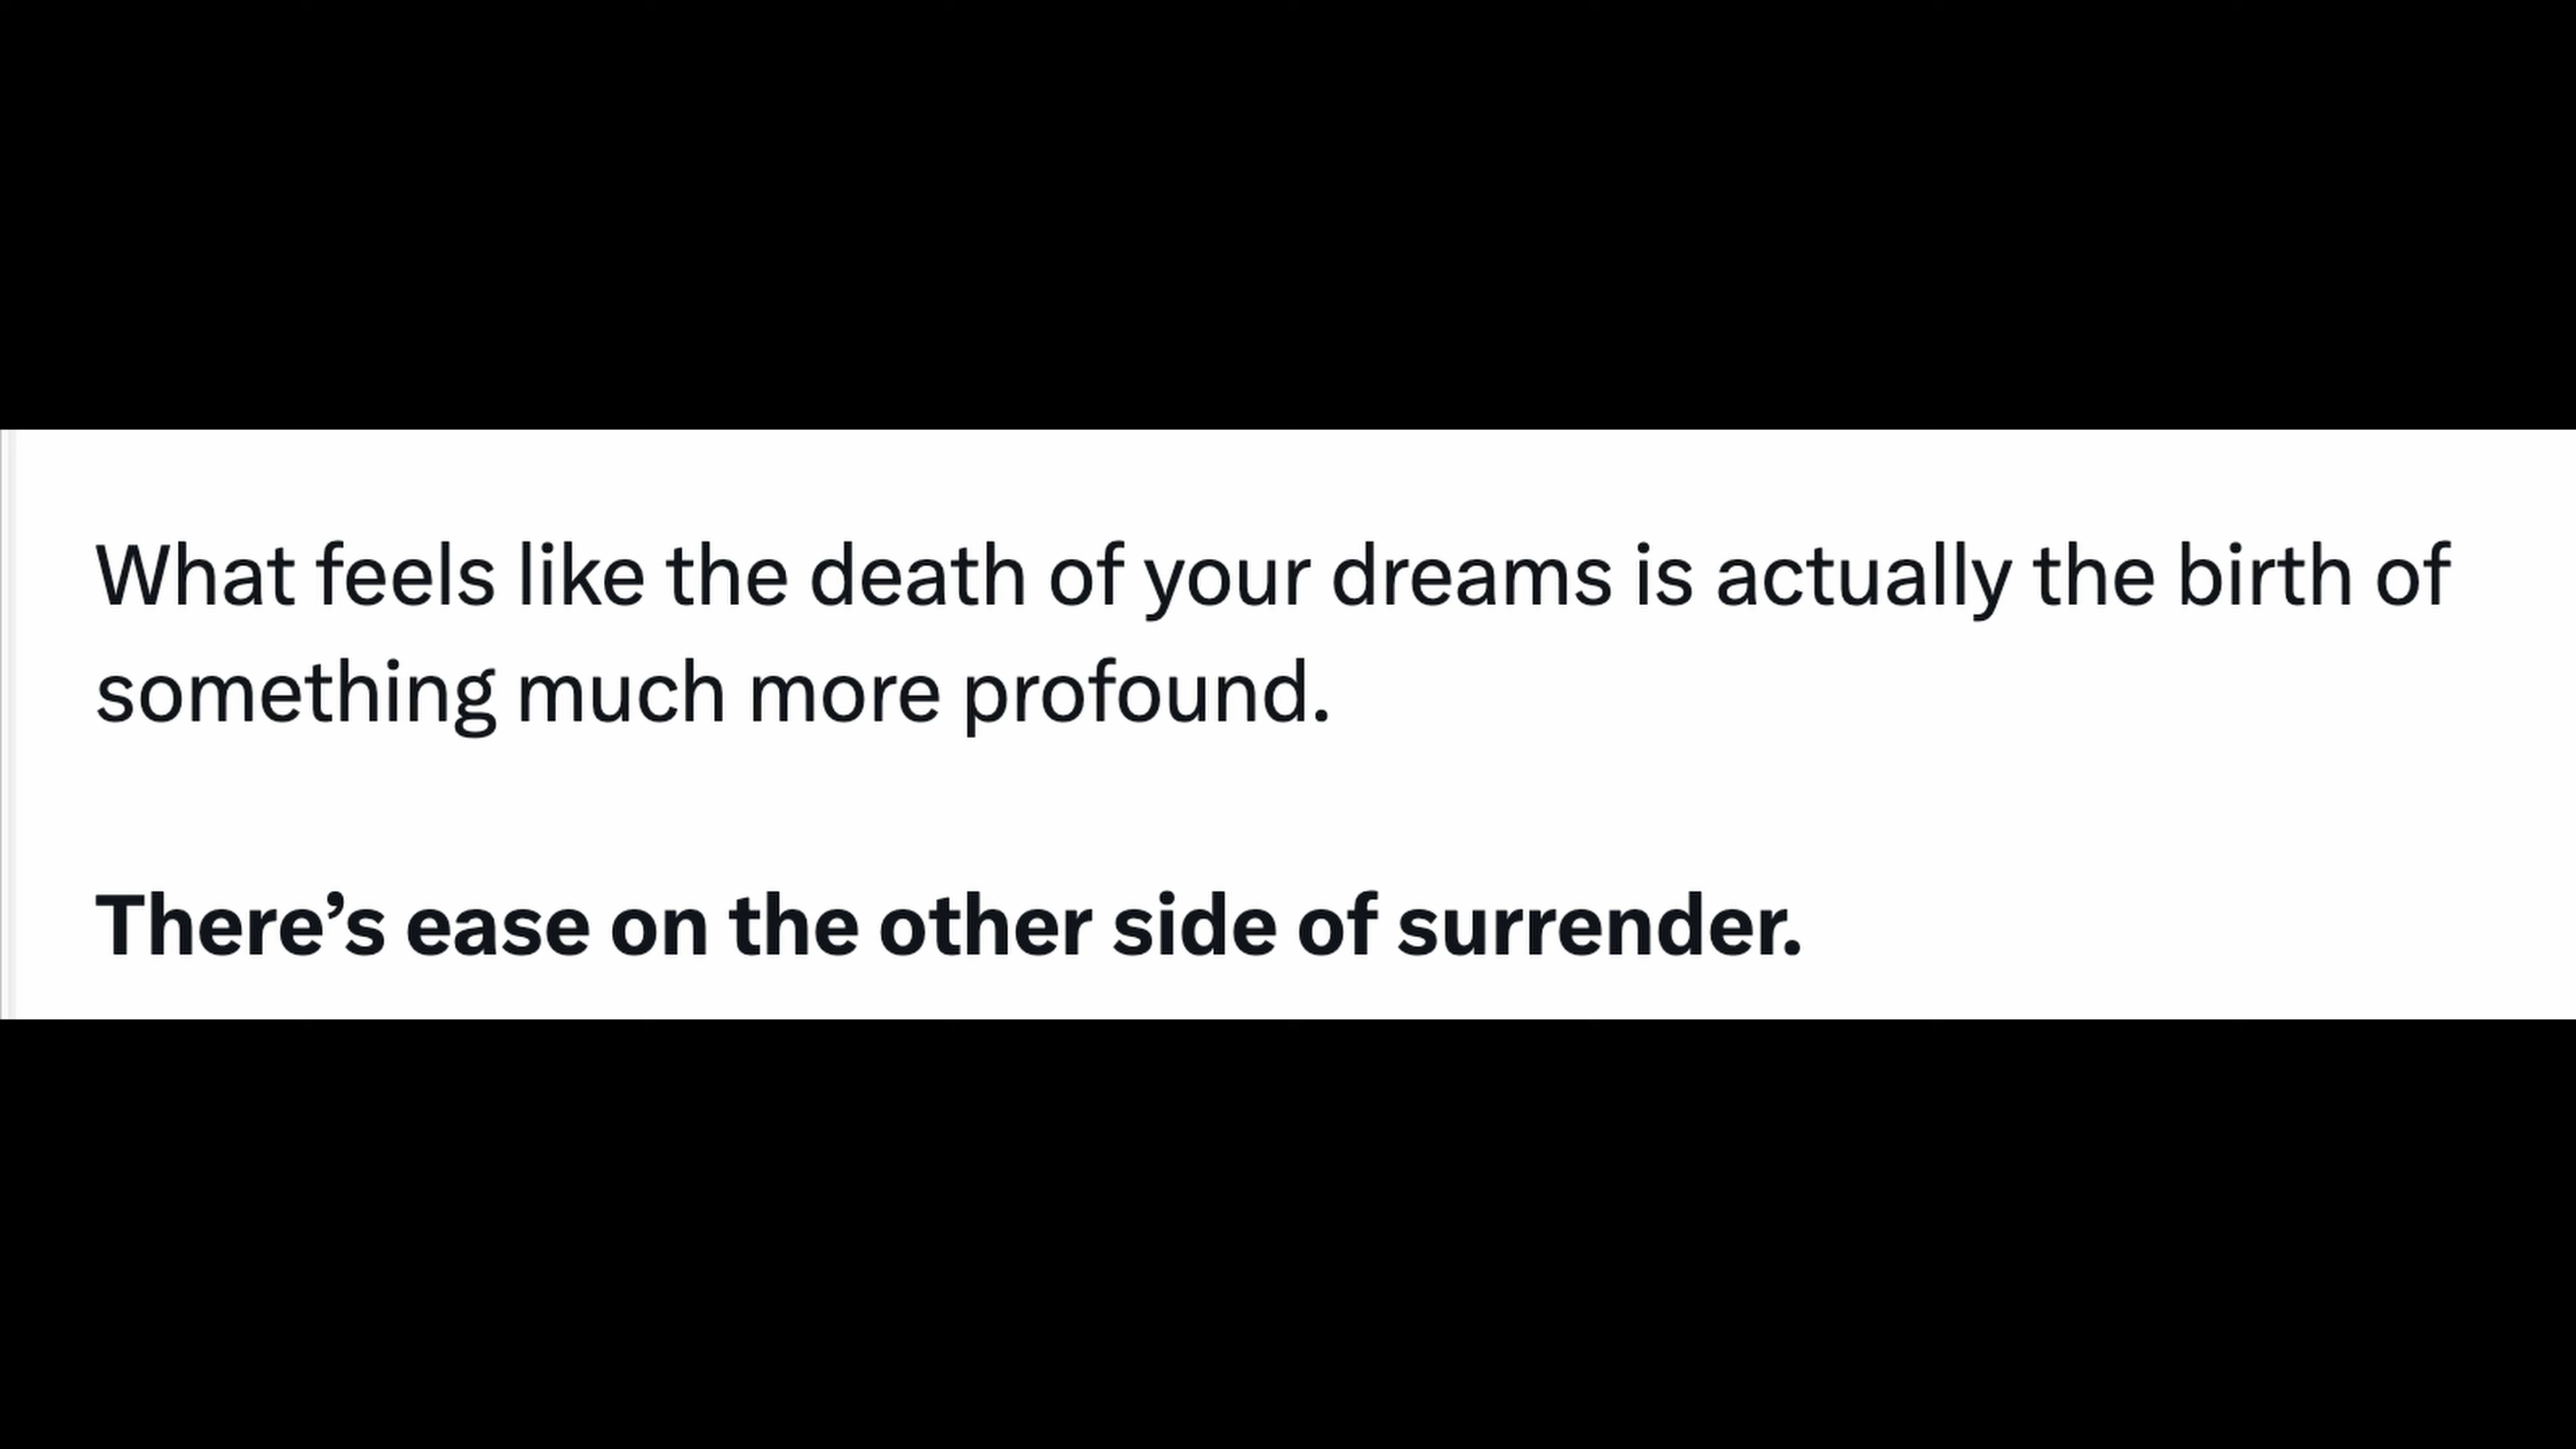 What feels like the death of your dreams is actually the birth of
something much more profound.
There’s ease on the other side of surrender.